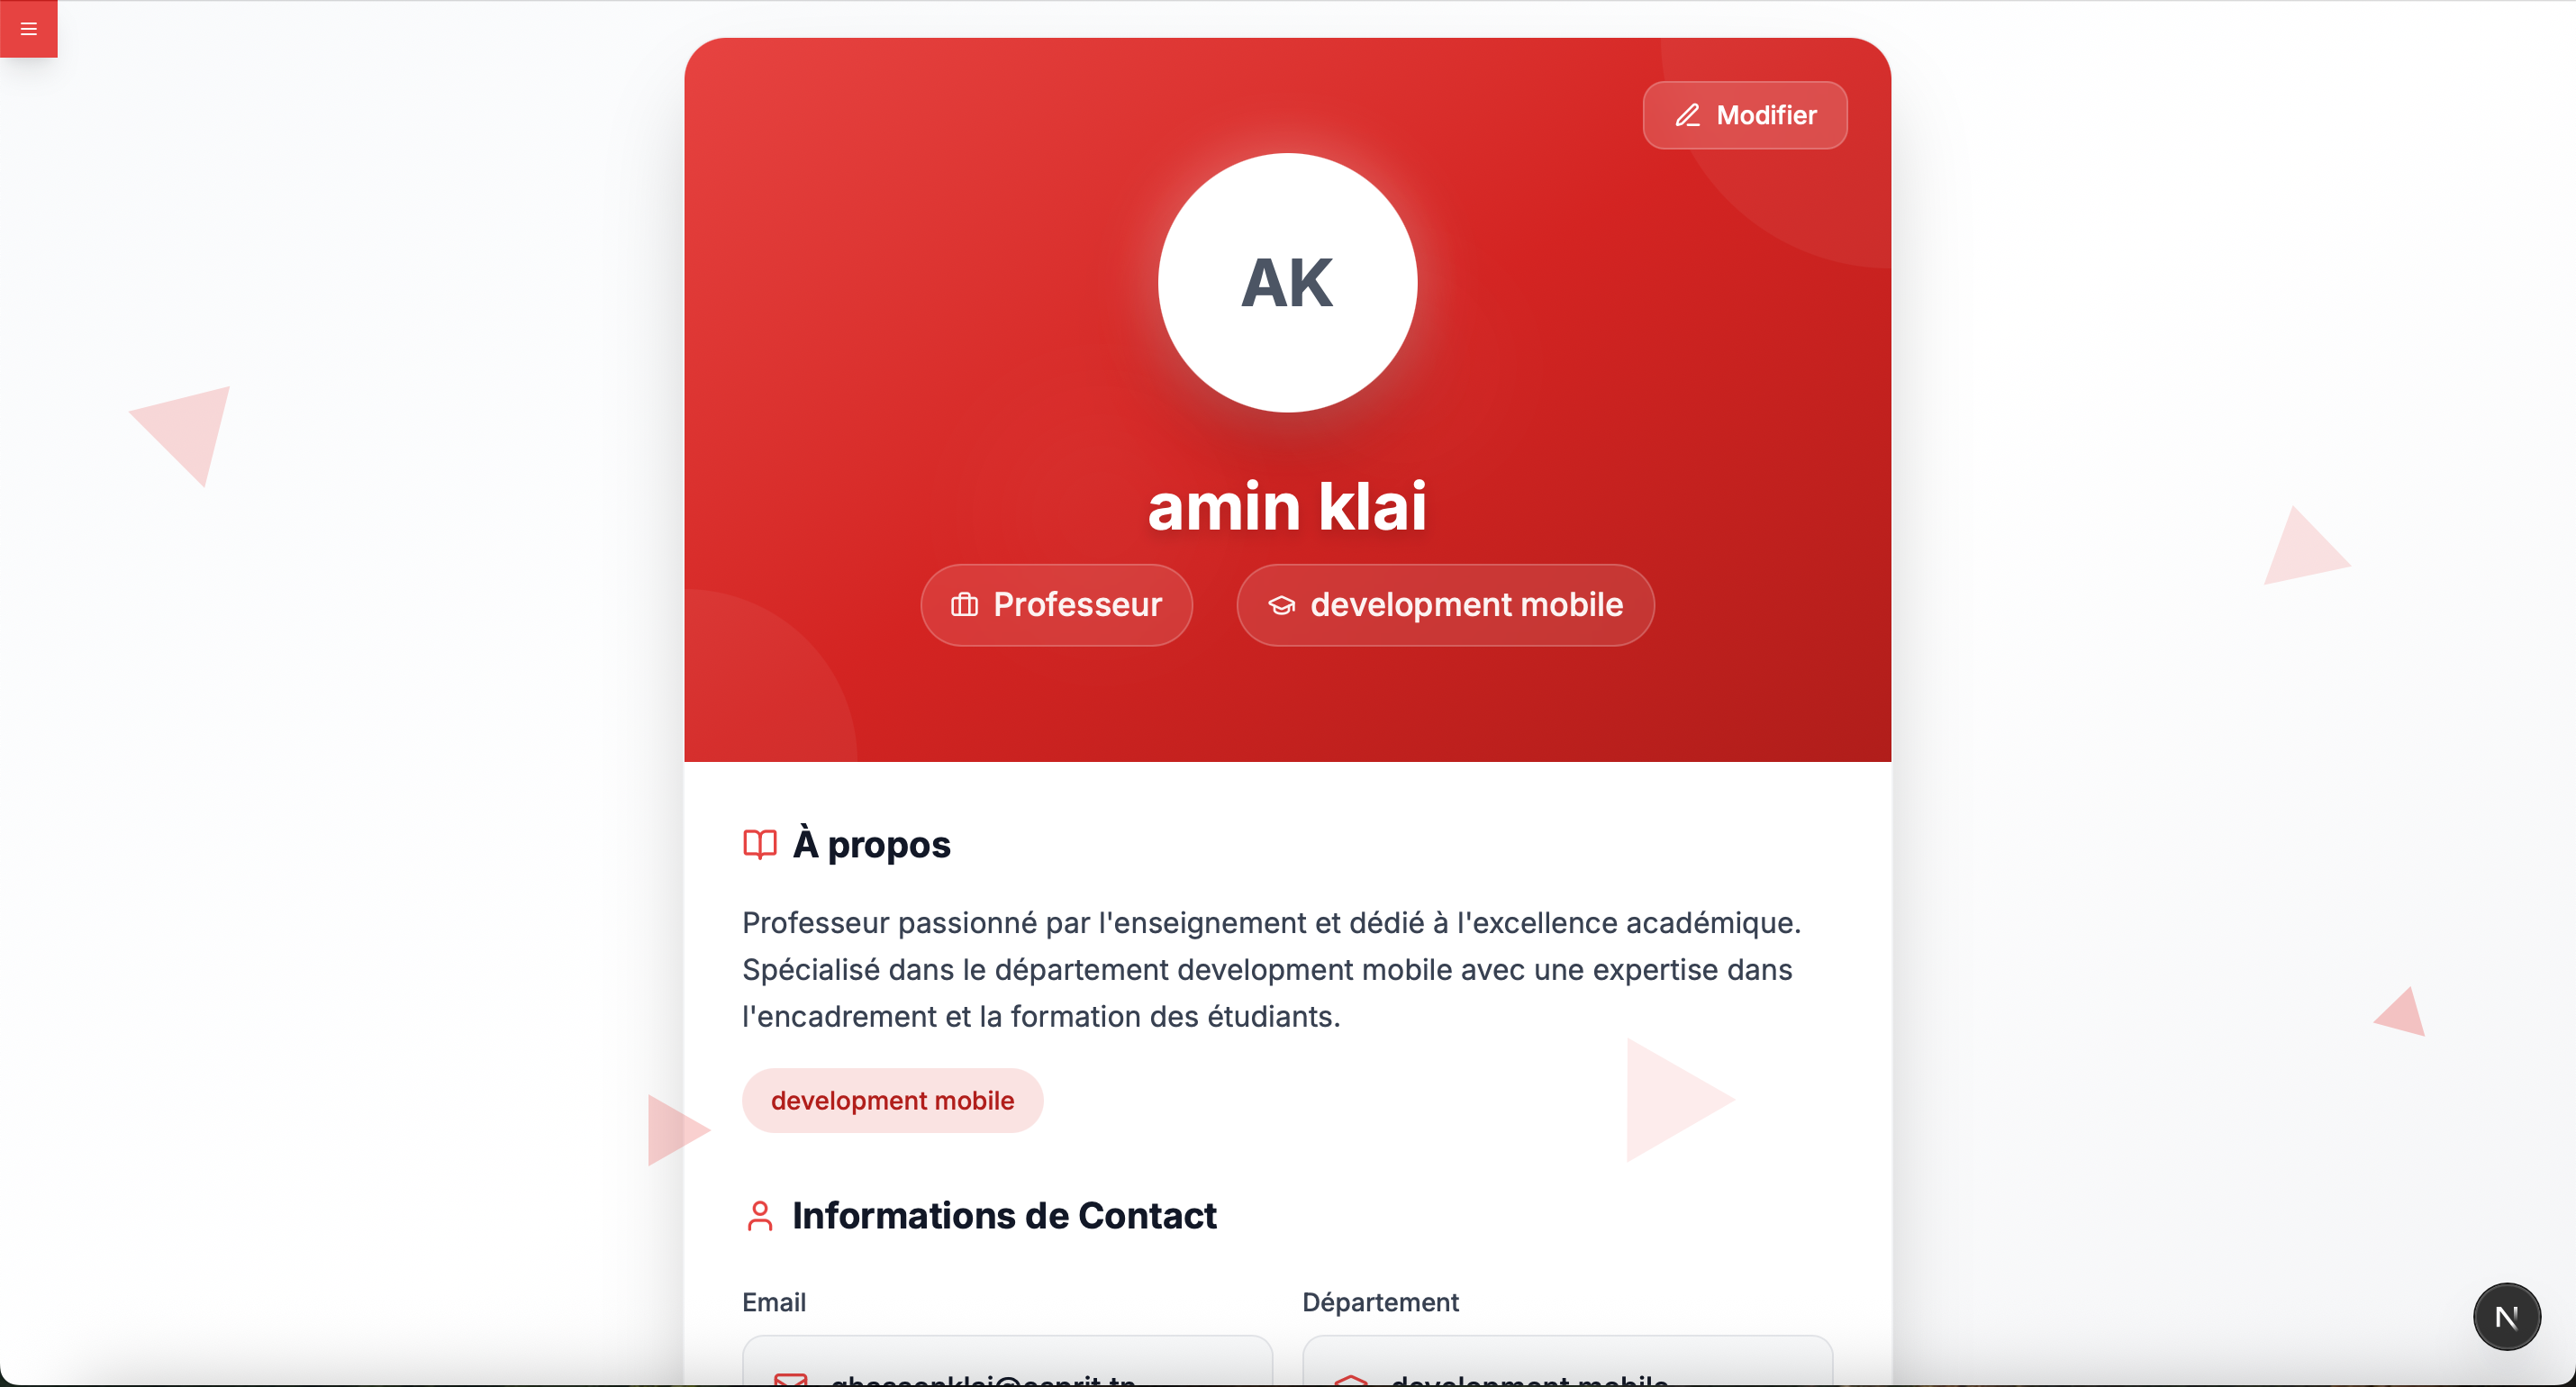 Modifier
AK
amin klai
Professeur
development mobile
À propos
Professeur passionné par l'enseignement et dédié à l'excellence académique.
Spécialisé dans le département development mobile avec une expertise dans
l'encadrement et la formation des étudiants.
development mobile
Informations de Contact
Email
Département
development mobile
N